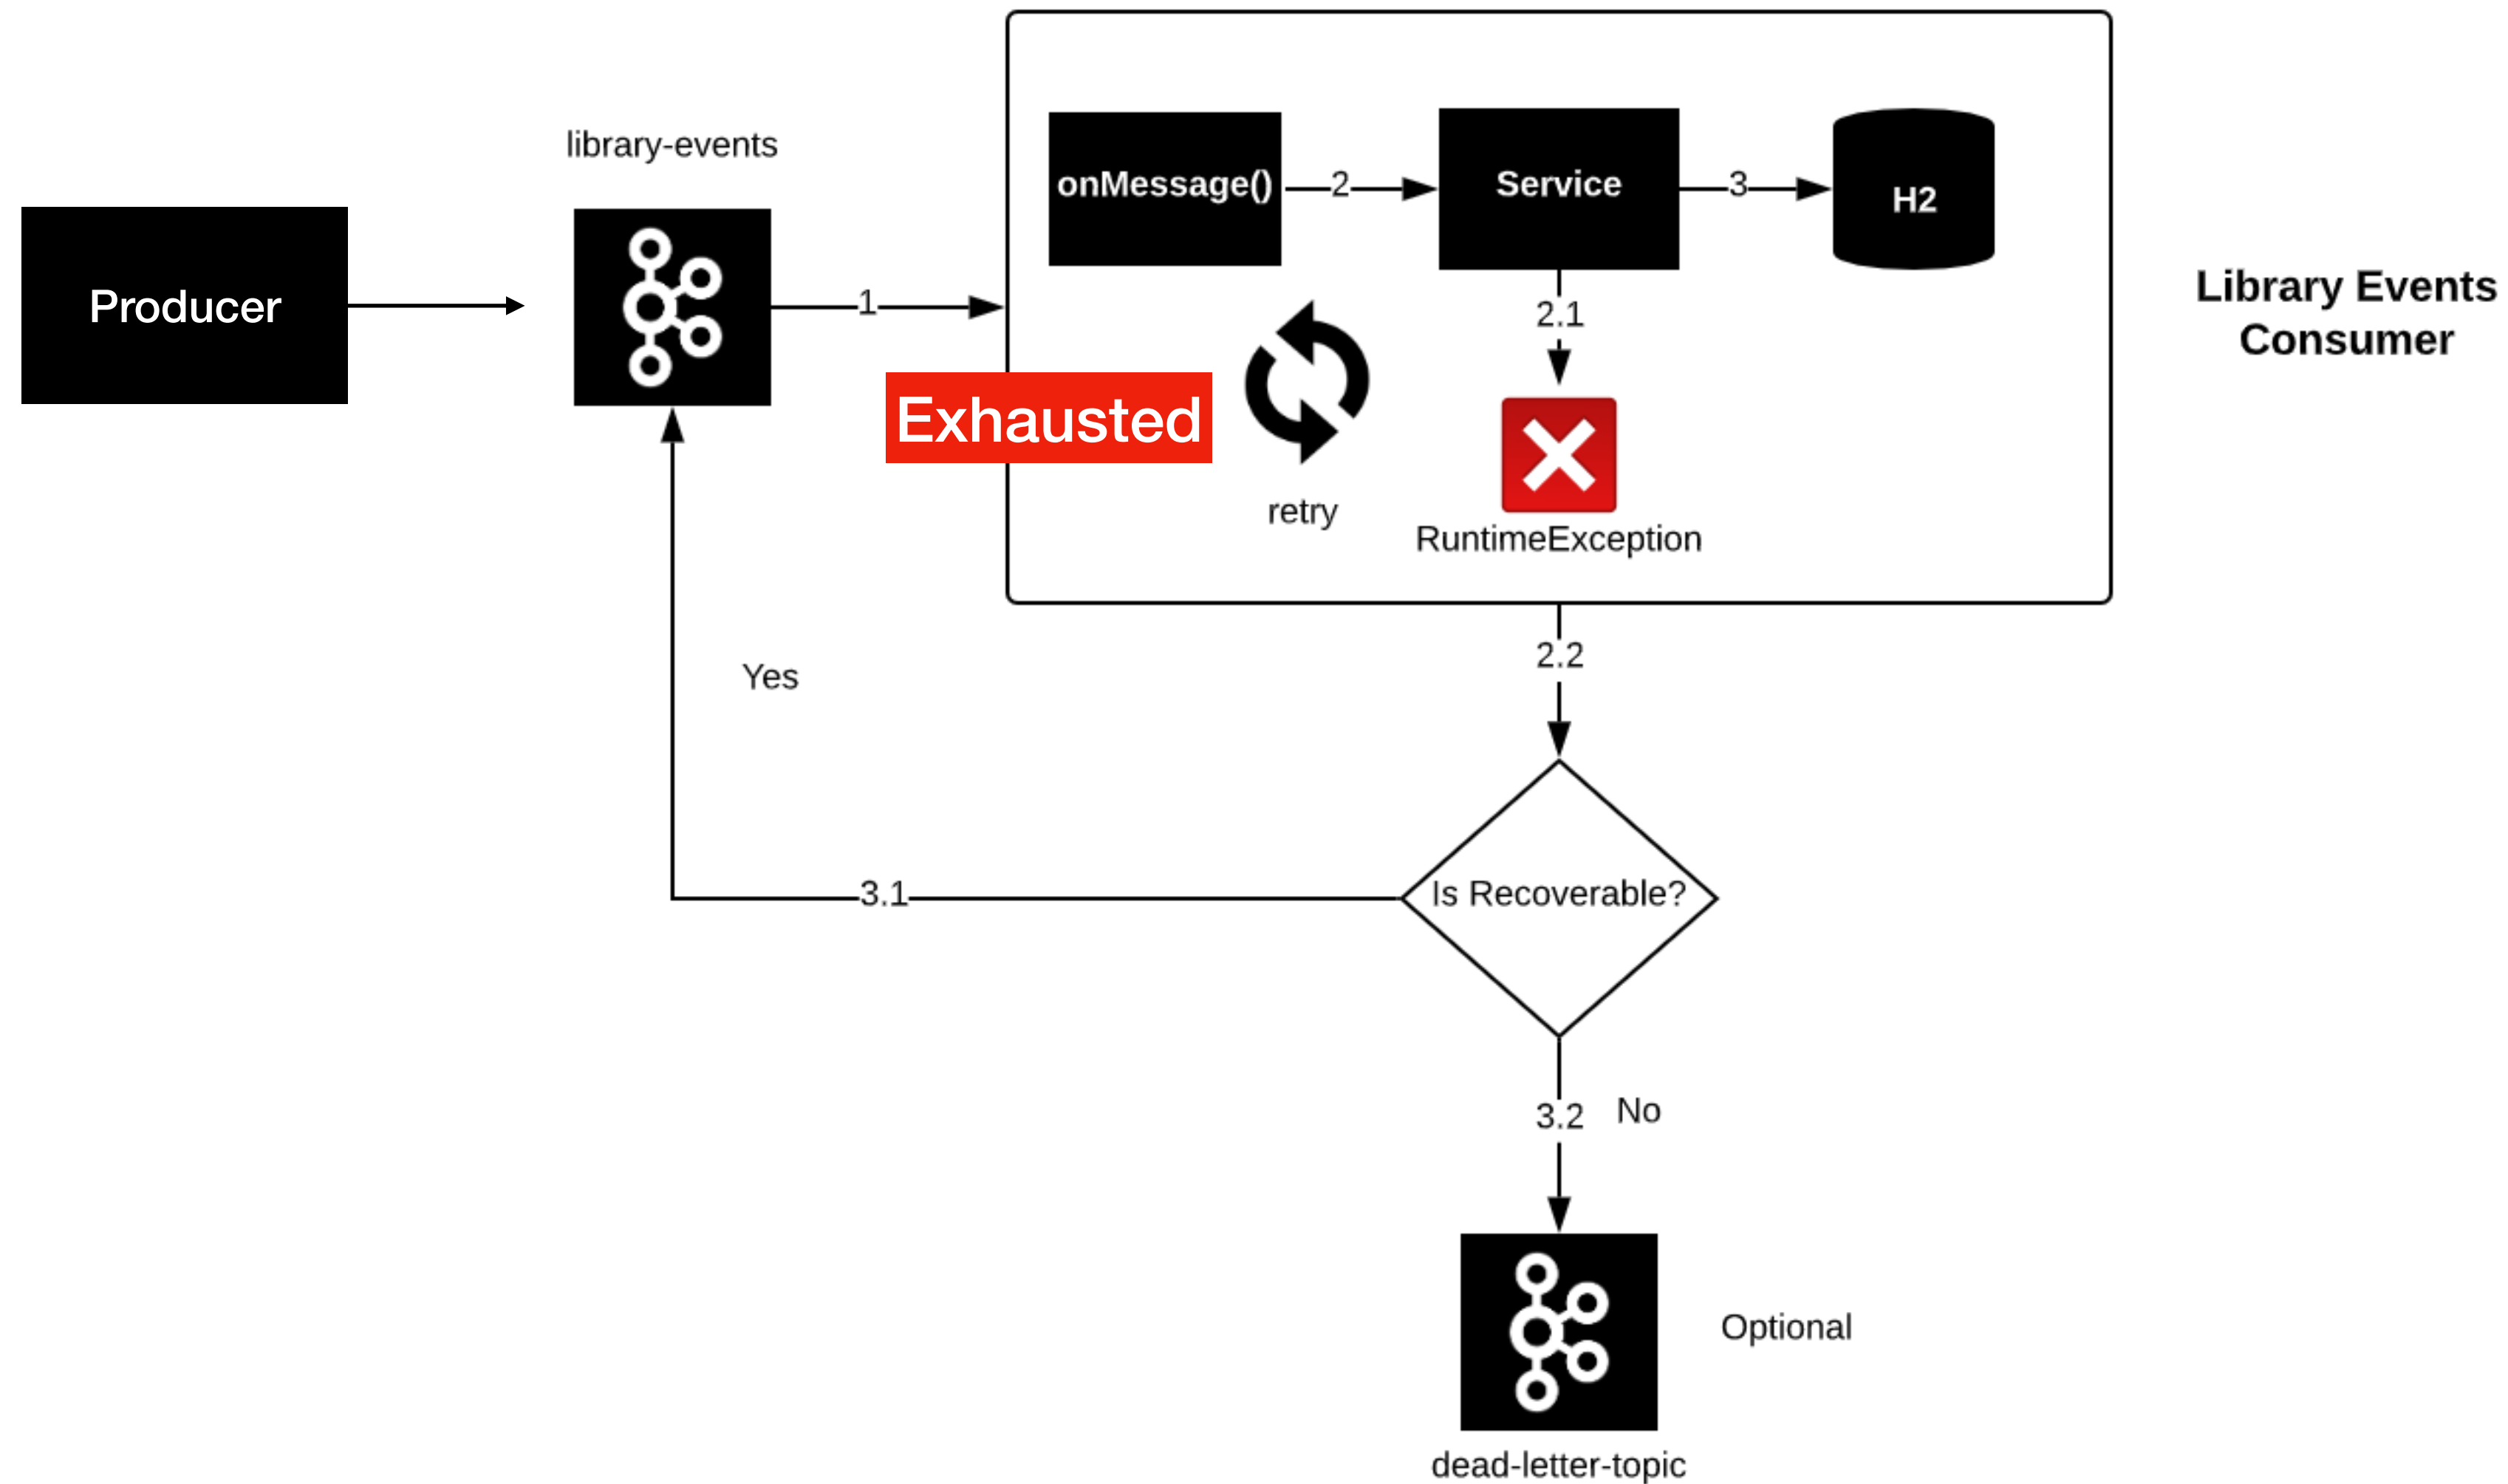 library-events
Producer
1
onMessage()
2
Service
3
H2
2.1
Exhausted
retry
RuntimeException
Library Events
Consumer
2.2
Yes
3.1
Is Recoverable?
3.2
No
Optional
dead-letter-topic